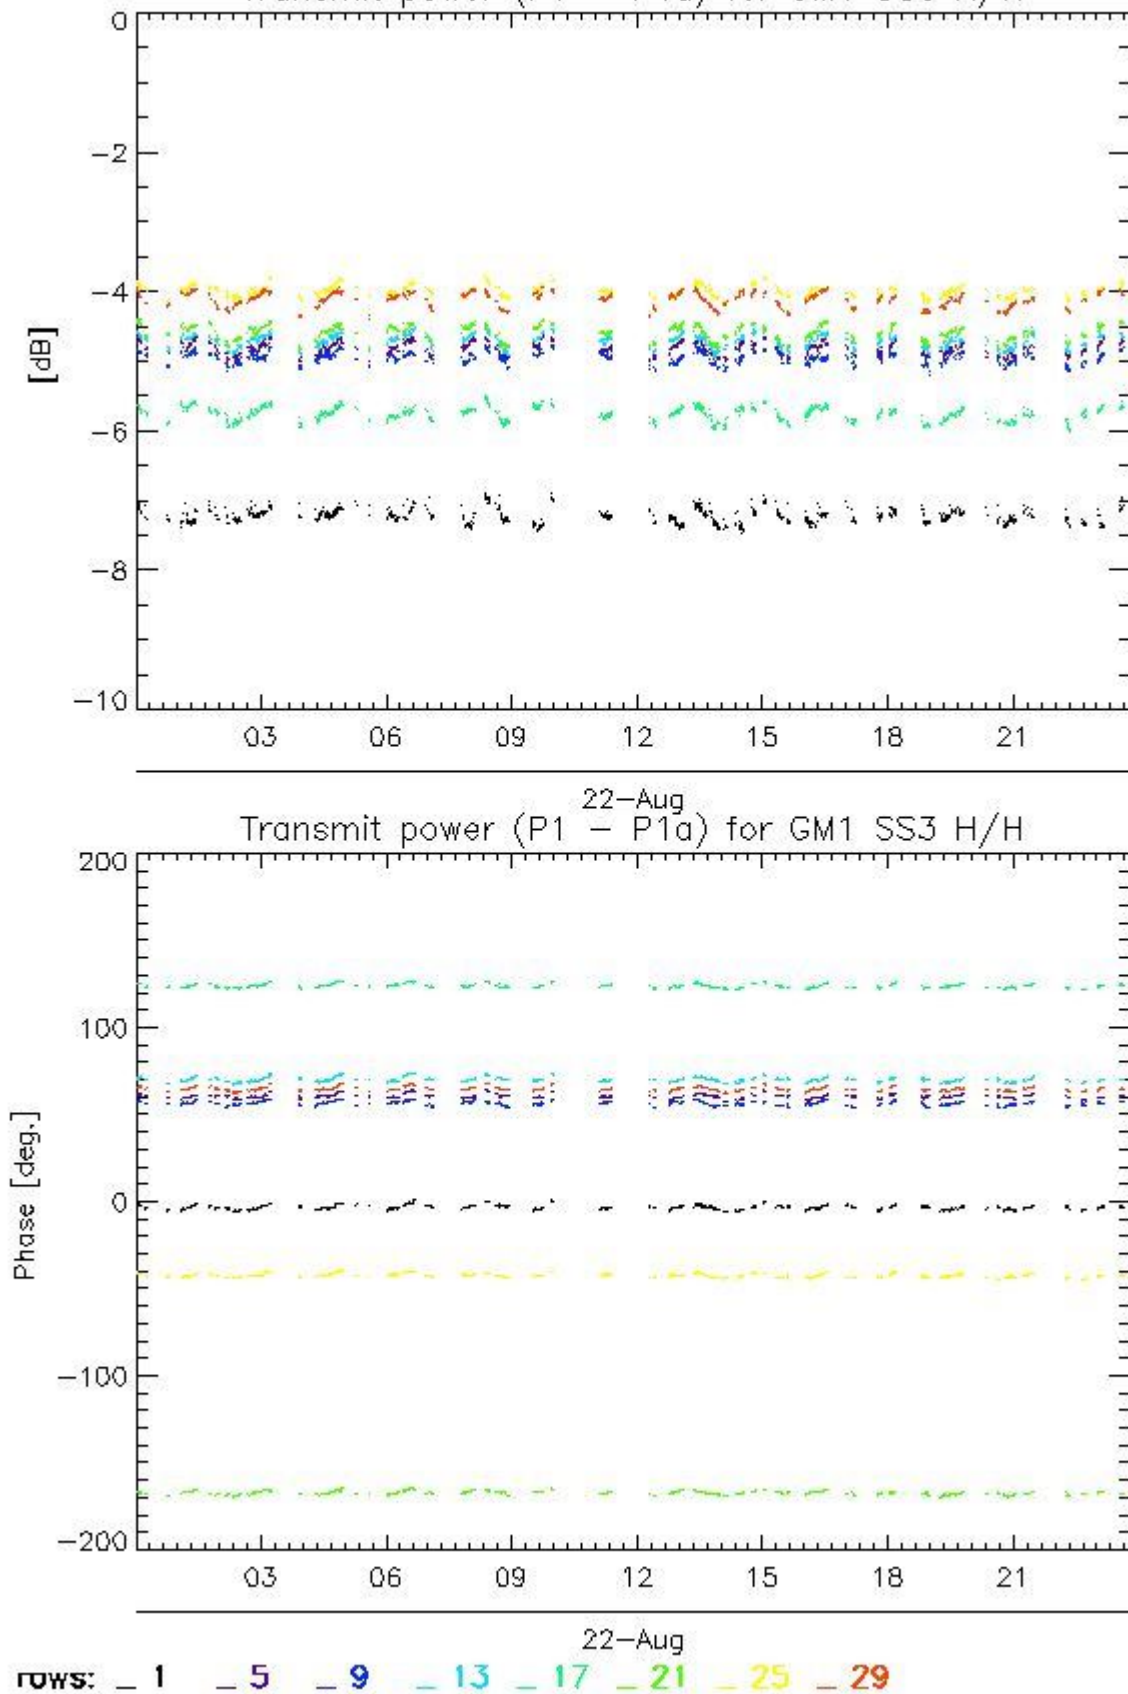 0
−2
−4
[dB]
−6
−8
−10
03 06 09 12 15 18 21
22−Aug
Transmit power (P1 − P1a) for GM1 SS3 H/H
200
100
Phase [deg.]
0
−100
−200
03 06 09 12 15 18 21
22−Aug
rows: _ 1 _ 5 _ 9 _ 13 _ 17 _ 21 _ 25 _ 29